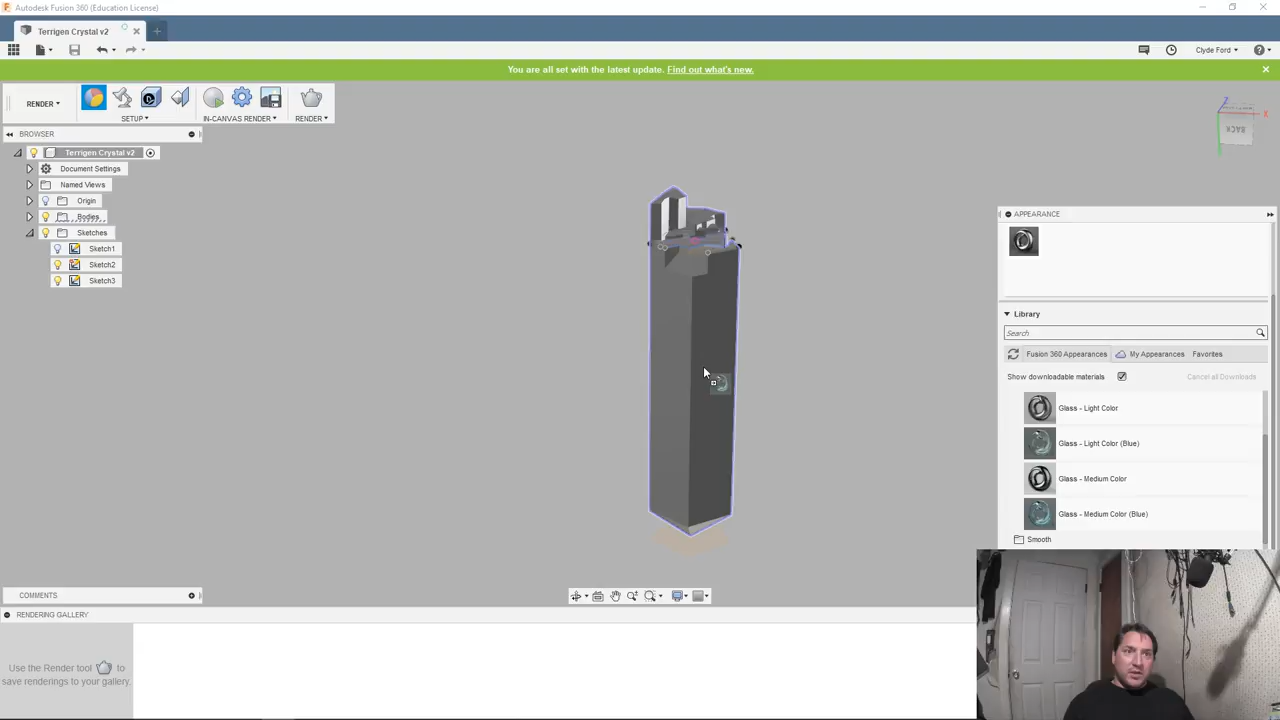 Autodesk Fusion 360 (Education License)
Terrigen Crystal v2
Clyde Ford
You are all set with the latest update. Find out what's new.
RENDER
SETUP
IN-CANVAS RENDER
RENDER
BROWSER
Terrigen Crystal v2
Document Settings
Named Views
Origin
Bodies
Sketches
Sketch1
Sketch2
Sketch3
Z
X
BACK
APPEARANCE
Library
Search
Fusion 360 Appearances
My Appearances
Favorites
Show downloadable materials
Cancel all Downloads
Glass - Light Color
Glass - Light Color (Blue)
Glass - Medium Color
Glass - Medium Color (Blue)
Smooth
COMMENTS
RENDERING GALLERY
Use the Render tool to
save renderings to your gallery.